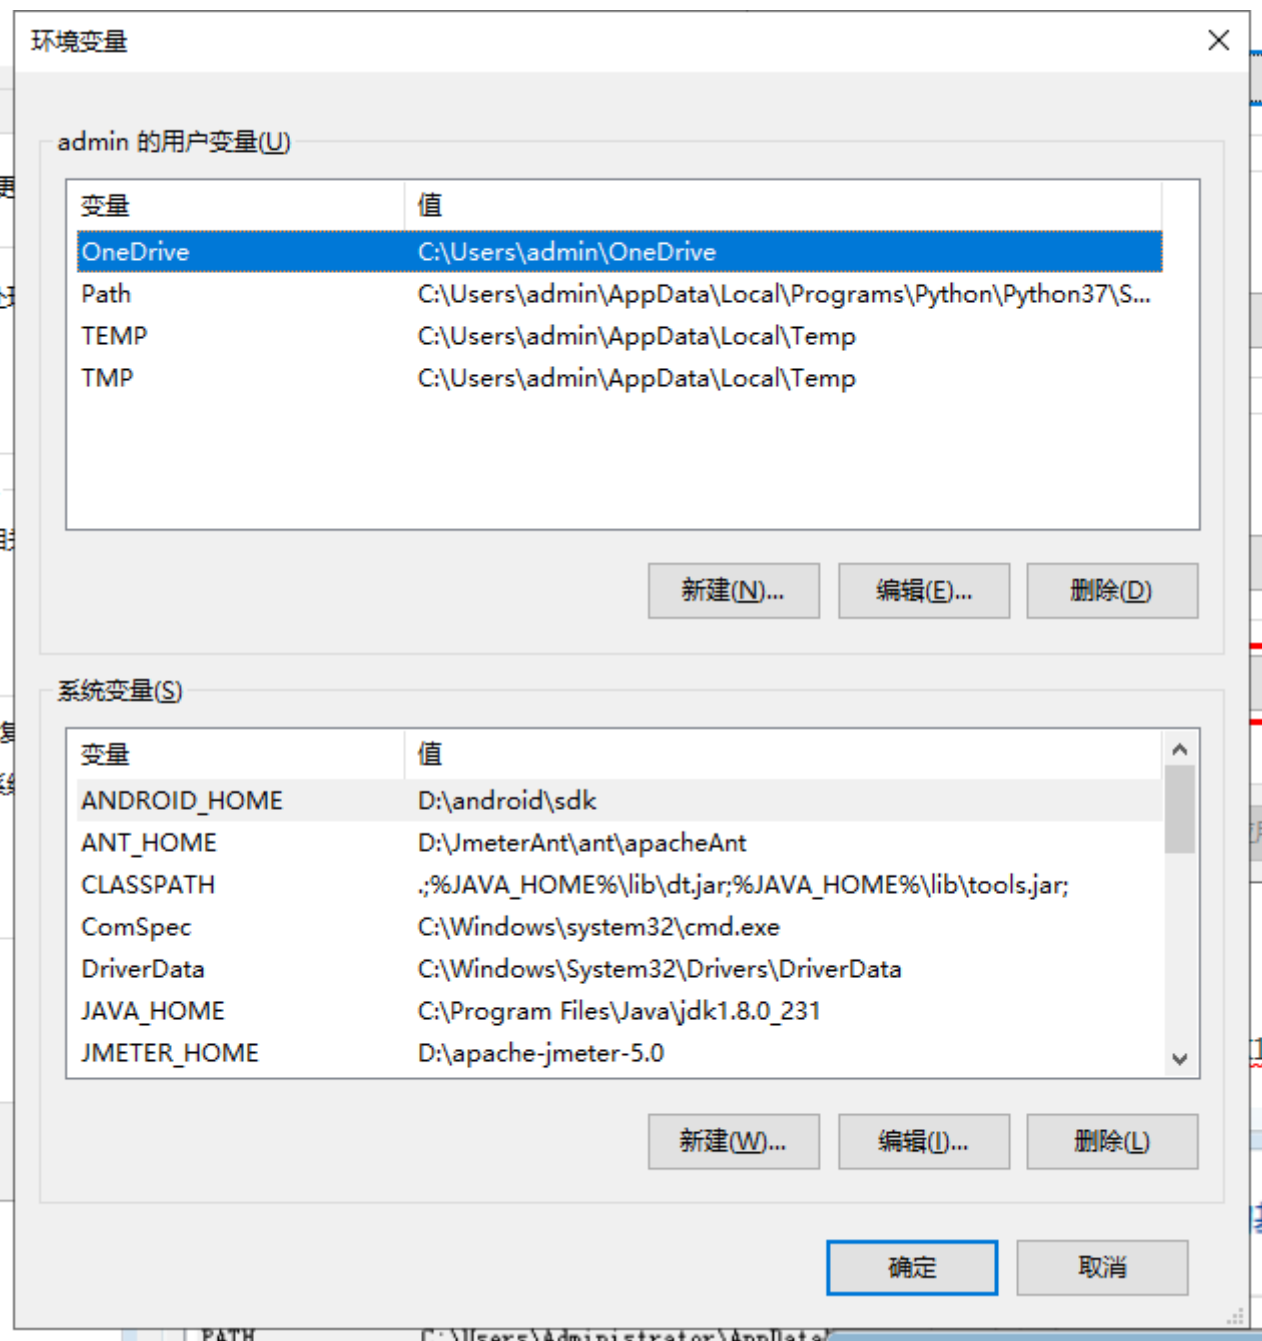 环境变量
admin 的用户变量(U)
变量 值
OneDrive C:\Users\admin\OneDrive
Path C:\Users\admin\AppData\Local\Programs\Python\Python37\S...
TEMP C:\Users\admin\AppData\Local\Temp
TMP C:\Users\admin\AppData\Local\Temp
新建(N)... 编辑(E)... 删除(D)
系统变量(S)
变量 值
ANDROID_HOME D:\android\sdk
ANT_HOME D:\JmeterAnt\ant\apacheAnt
CLASSPATH .;%JAVA_HOME%\lib\dt.jar;%JAVA_HOME%\lib\tools.jar;
ComSpec C:\Windows\system32\cmd.exe
DriverData C:\Windows\System32\Drivers\DriverData
JAVA_HOME C:\Program Files\Java\jdk1.8.0_231
JMETER_HOME D:\apache-jmeter-5.0
新建(W)... 编辑(I)... 删除(L)
确定 取消
PATH C:\Users\Administrator\AppData